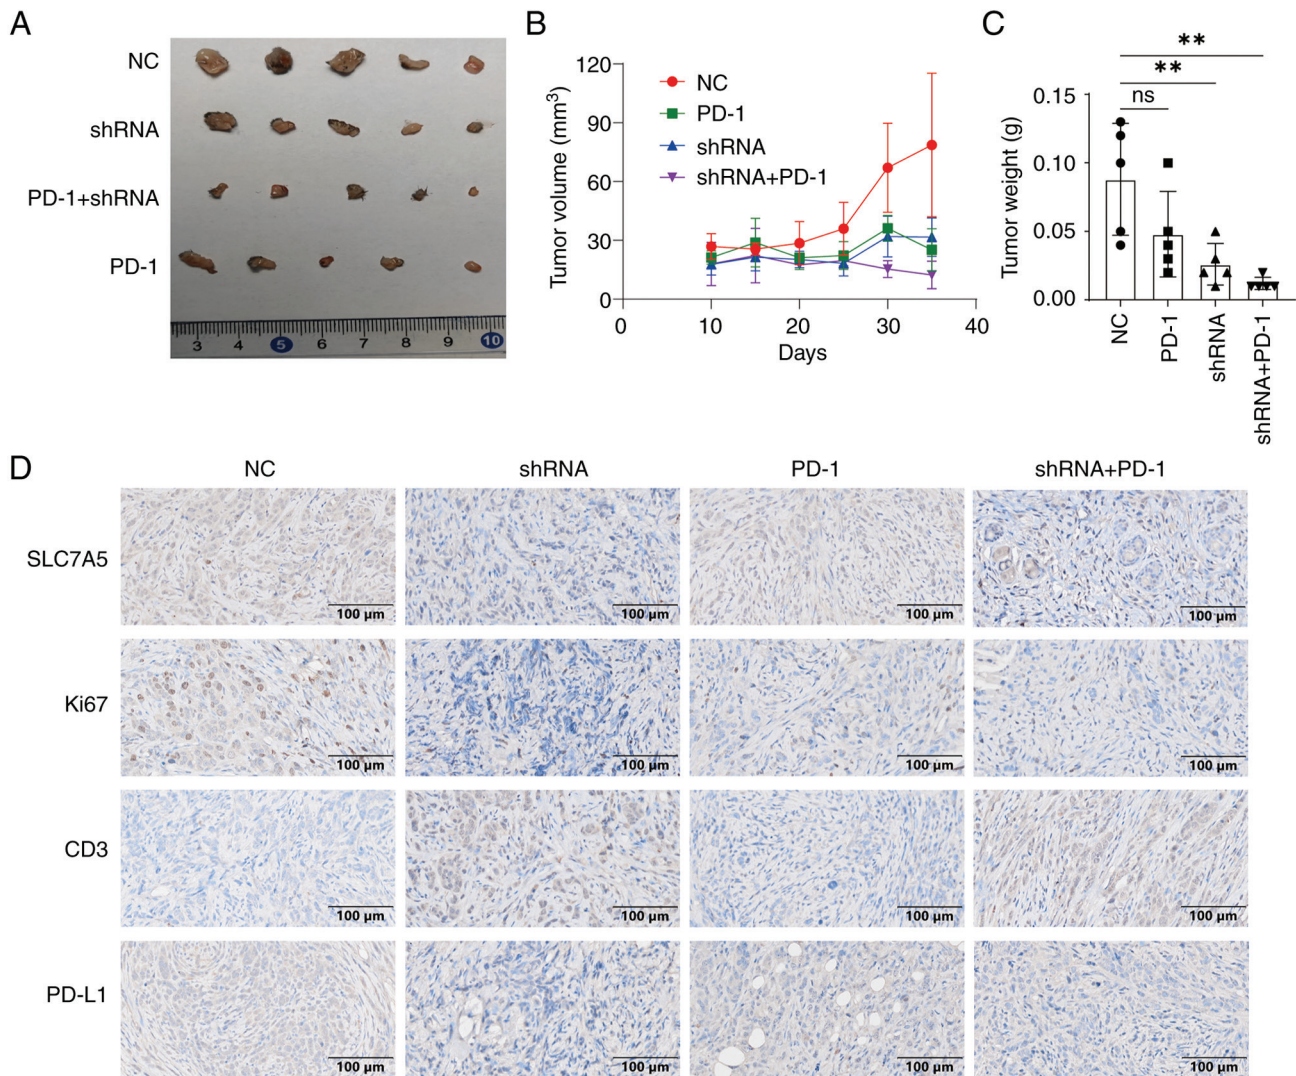 A
NC
shRNA
PD-1+shRNA
PD-1
3 4 5 6 7 8 9 10
B
Tumor volume (mm³)
120
90
60
30
0
NC
PD-1
shRNA
shRNA+PD-1
0 10 20 30 40
Days
C
** 
**
ns
Tumor weight (g)
0.15
0.10
0.05
0.00
NC
PD-1
shRNA
shRNA+PD-1
D
NC shRNA PD-1 shRNA+PD-1
SLC7A5
100 µm 100 µm 100 µm 100 µm
Ki67
100 µm 100 µm 100 µm 100 µm
CD3
100 µm 100 µm 100 µm 100 µm
PD-L1
100 µm 100 µm 100 µm 100 µm